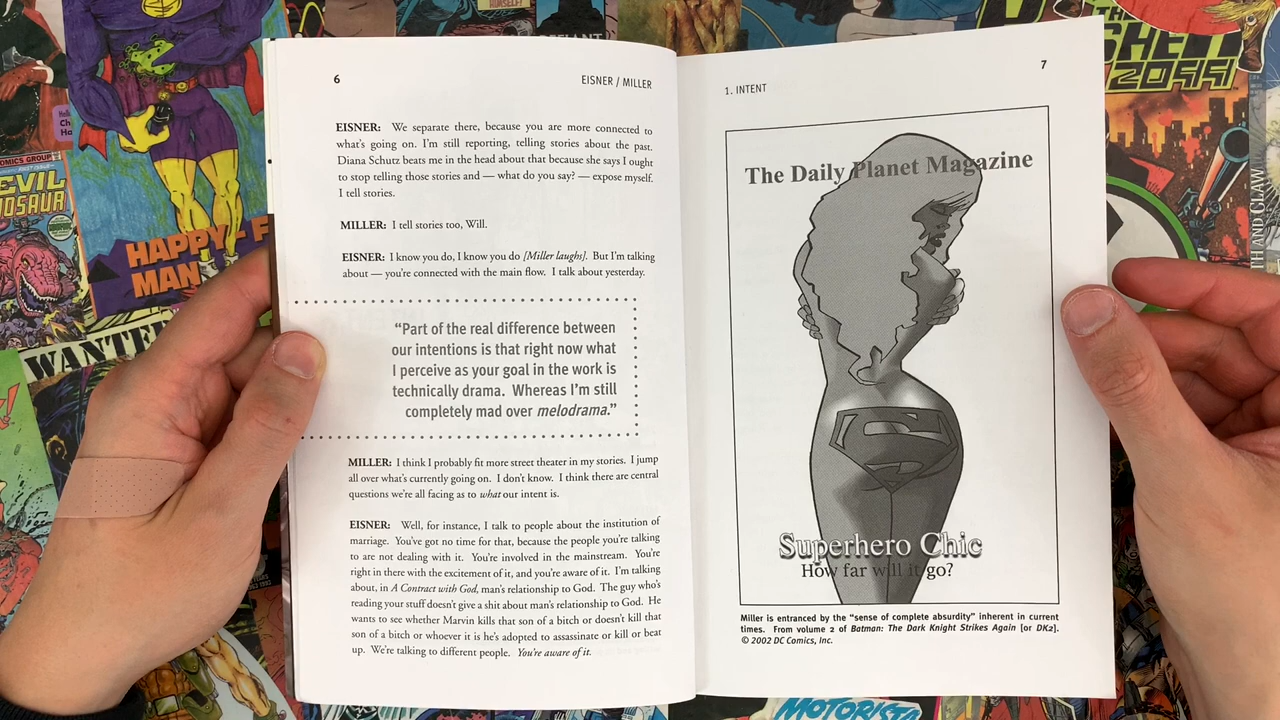 HIMSELF!
THE
2099
COMICS GROUP
EVIL
DINOSAUR
HAPPY-F
MAN
WANTED
TH AND CLAW
MOTORISTA
6
EISNER / MILLER
EISNER: We separate there, because you are more connected to
what's going on. I'm still reporting, telling stories about the past.
Diana Schutz beats me in the head about that because she says I ought
to stop telling those stories and — what do you say? — expose myself.
I tell stories.
MILLER: I tell stories too, Will.
EISNER: I know you do, I know you do [Miller laughs]. But I'm talking
about — you're connected with the main flow. I talk about yesterday.
"Part of the real difference between
our intentions is that right now what
I perceive as your goal in the work is
technically drama. Whereas I'm still
completely mad over melodrama."
MILLER: I think I probably fit more street theater in my stories. I jump
all over what's currently going on. I don't know. I think there are central
questions we're all facing as to what our intent is.
EISNER: Well, for instance, I talk to people about the institution of
marriage. You've got no time for that, because the people you're talking
to are not dealing with it. You're involved in the mainstream. You're
right in there with the excitement of it, and you're aware of it. I'm talking
about, in A Contract with God, man's relationship to God. The guy who's
reading your stuff doesn't give a shit about man's relationship to God. He
wants to see whether Marvin kills that son of a bitch or doesn't kill that
son of a bitch or whoever it is he's adopted to assassinate or kill or beat
up. We're talking to different people. You're aware of it.
1. INTENT
7
The Daily Planet Magazine
S
Superhero Chic
How far will it go?
Miller is entranced by the "sense of complete absurdity" inherent in current
times. From volume 2 of Batman: The Dark Knight Strikes Again [or DK2].
© 2002 DC Comics, Inc.